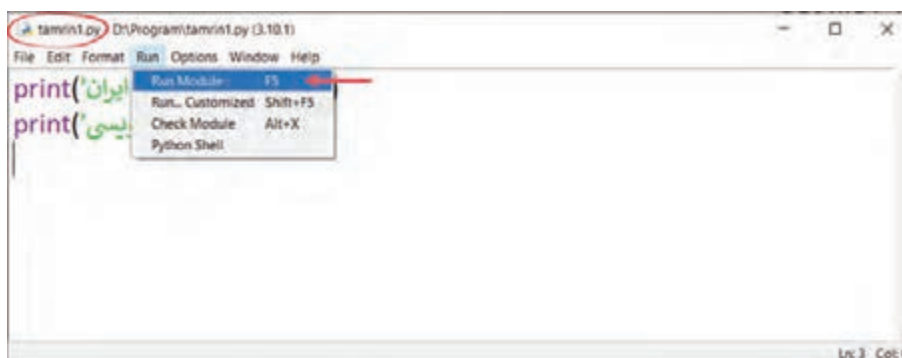 tamrin1.py D:\Program\tamrin1.py (3.10.1)
File Edit Format Run Options Window Help
Run Module F5
Run... Customized Shift+F5
Check Module Alt+X
Python Shell
print('ایران
print('
Ln: 3 Col: